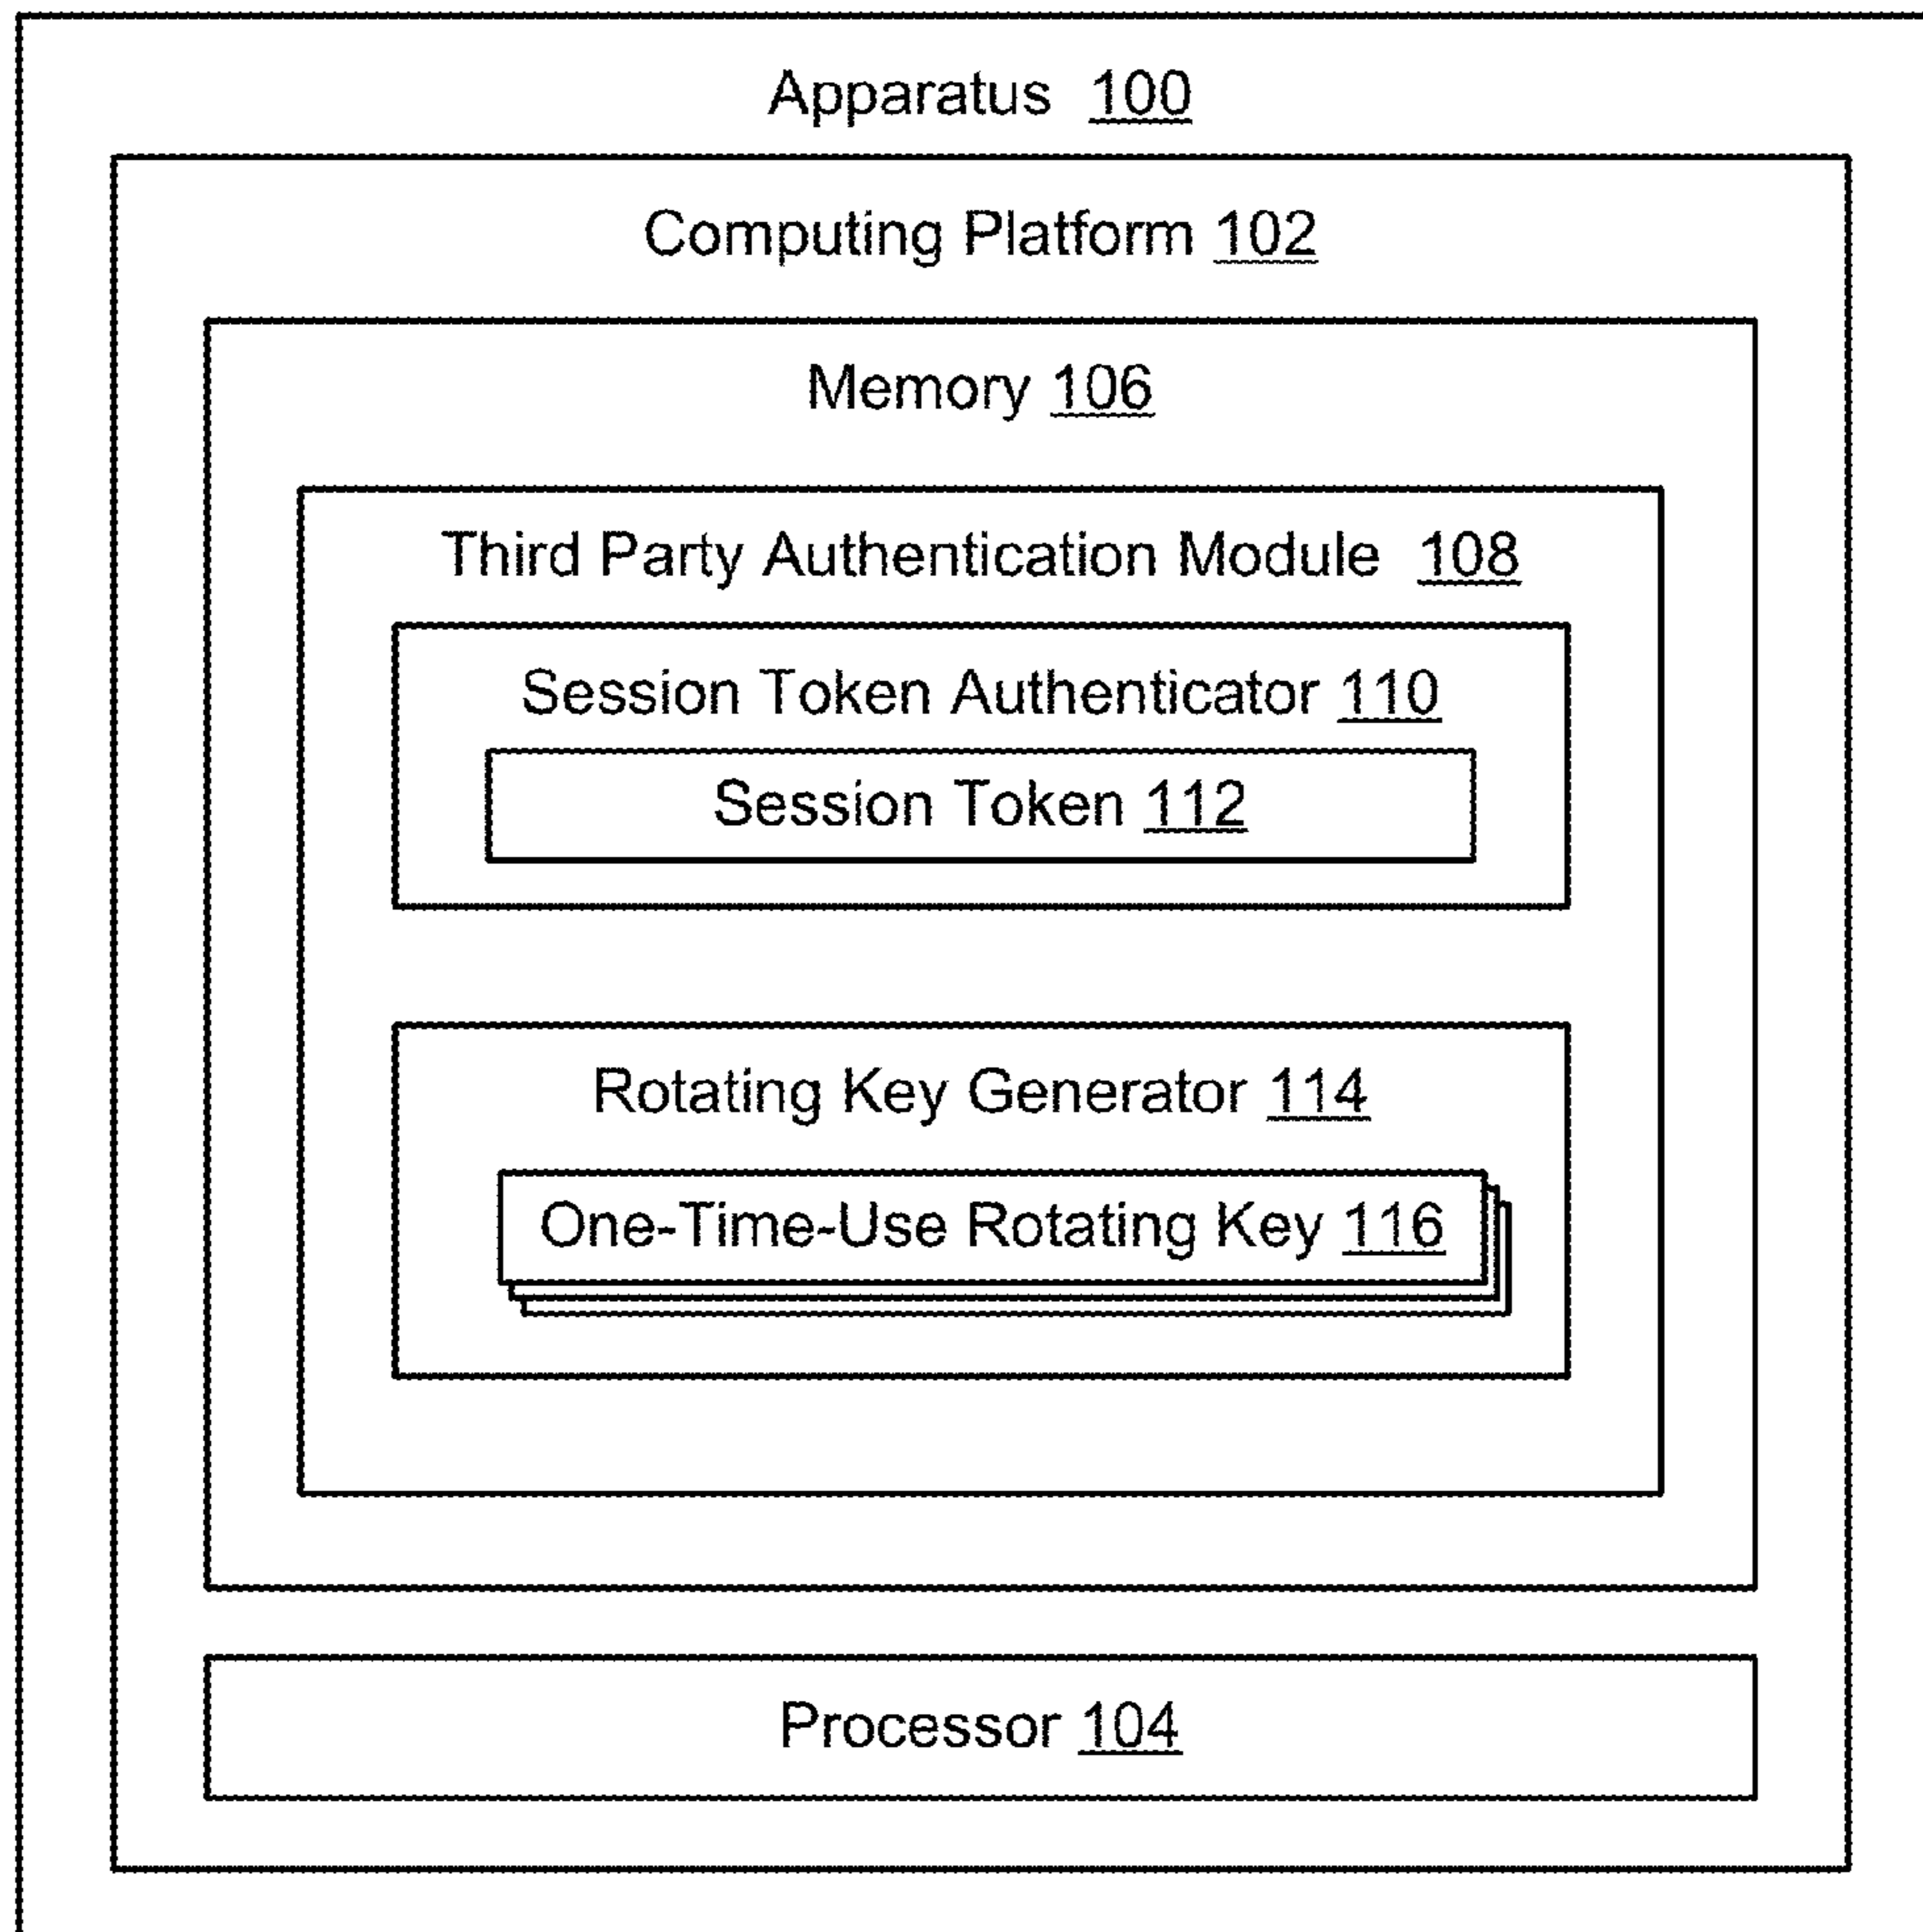 Apparatus 100
Computing Platform 102
Memory 106
Third Party Authentication Module 108
Session Token Authenticator 110
Session Token 112
Rotating Key Generator 114
One-Time-Use Rotating Key 116
Processor 104